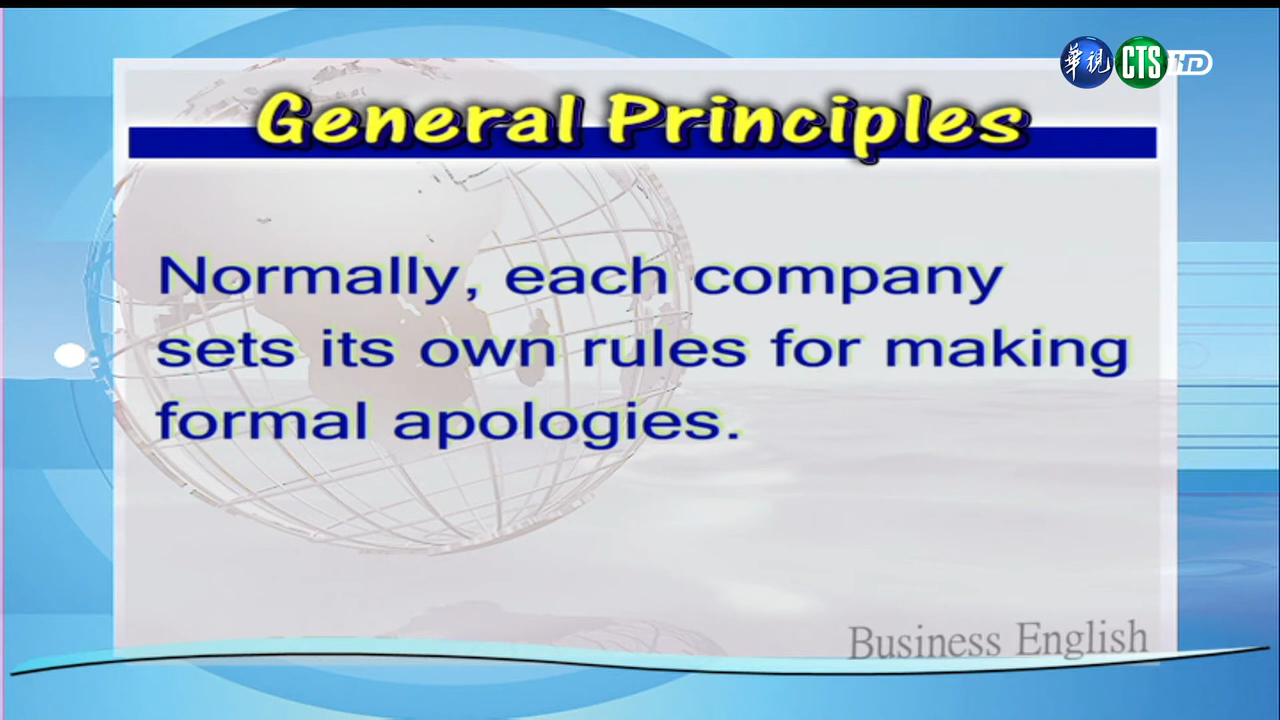 華視 CTS HD
General Principles
Normally, each company
sets its own rules for making
formal apologies.
Business English